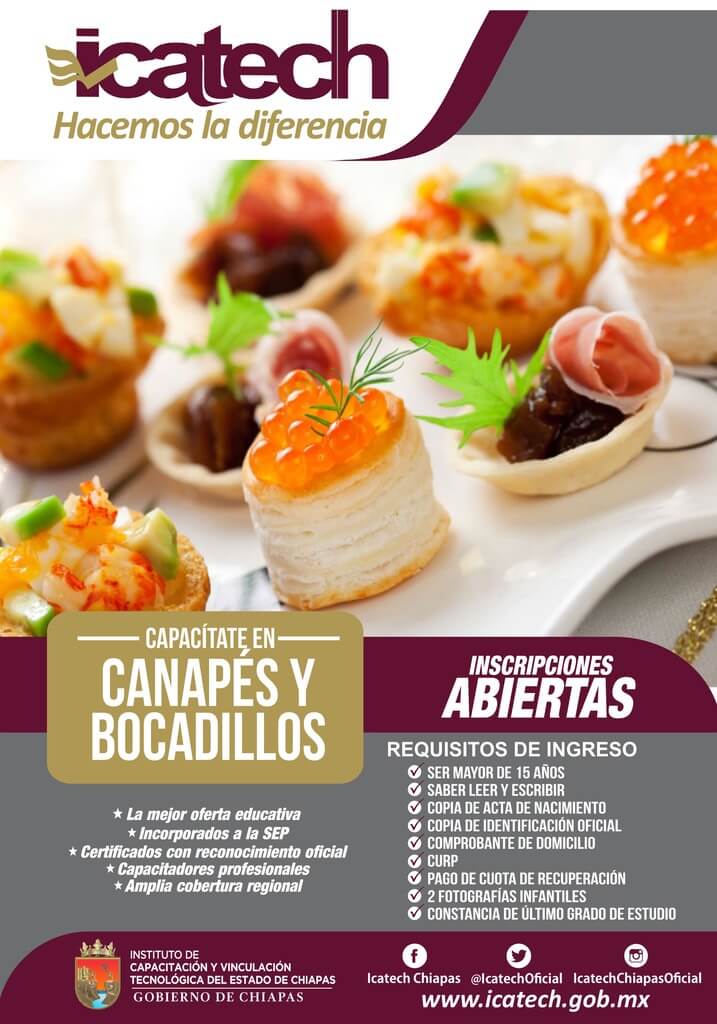 icatech
Hacemos la diferencia
CAPACÍTATE EN
CANAPÉS Y
BOCADILLOS
INSCRIPCIONES
ABIERTAS
REQUISITOS DE INGRESO
SER MAYOR DE 15 AÑOS
SABER LEER Y ESCRIBIR
COPIA DE ACTA DE NACIMIENTO
COPIA DE IDENTIFICACIÓN OFICIAL
COMPROBANTE DE DOMICILIO
CURP
PAGO DE CUOTA DE RECUPERACIÓN
2 FOTOGRAFÍAS INFANTILES
CONSTANCIA DE ÚLTIMO GRADO DE ESTUDIO
★ La mejor oferta educativa
★ Incorporados a la SEP
★ Certificados con reconocimiento oficial
★ Capacitadores profesionales
★ Amplia cobertura regional
INSTITUTO DE
CAPACITACIÓN Y VINCULACIÓN
TECNOLÓGICA DEL ESTADO DE CHIAPAS
GOBIERNO DE CHIAPAS
Icatech Chiapas @IcatechOficial IcatechChiapasOficial
www.icatech.gob.mx